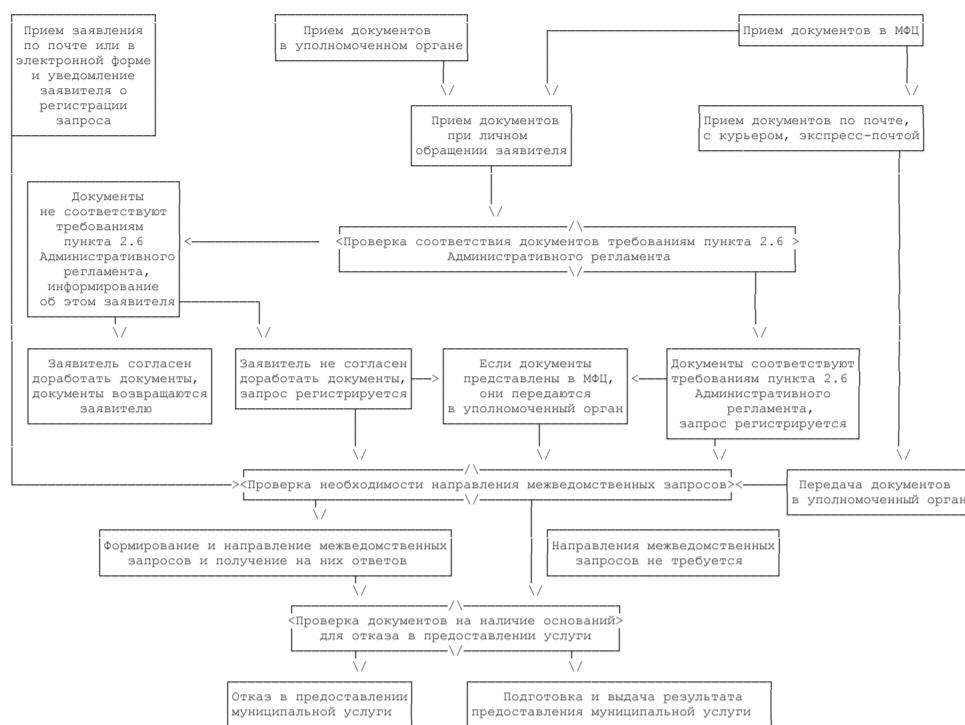 Прием заявления
по почте или в
электронной форме
и уведомление
заявителя о
регистрации
запроса
Прием документов
в уполномоченном органе
Прием документов в МФЦ
Прием документов
при личном
обращении заявителя
Прием документов по почте,
с курьером, экспресс-почтой
Документы
не соответствуют
требованиям
пункта 2.6
Административного
регламента,
информирование
об этом заявителя
<Проверка соответствия документов требованиям пункта 2.6 >
Административного регламента
Заявитель согласен
доработать документы,
документы возвращаются
заявителю
Заявитель не согласен
доработать документы,
запрос регистрируется
Если документы
представлены в МФЦ,
они передаются
в уполномоченный орган
Документы соответствуют
требованиям пункта 2.6
Административного
регламента,
запрос регистрируется
><Проверка необходимости направления межведомственных запросов><
Передача документов
в уполномоченный орган
Формирование и направление межведомственных
запросов и получение на них ответов
Направления межведомственных
запросов не требуется
<Проверка документов на наличие оснований>
для отказа в предоставлении услуги
Отказ в предоставлении
муниципальной услуги
Подготовка и выдача результата
предоставления муниципальной услуги